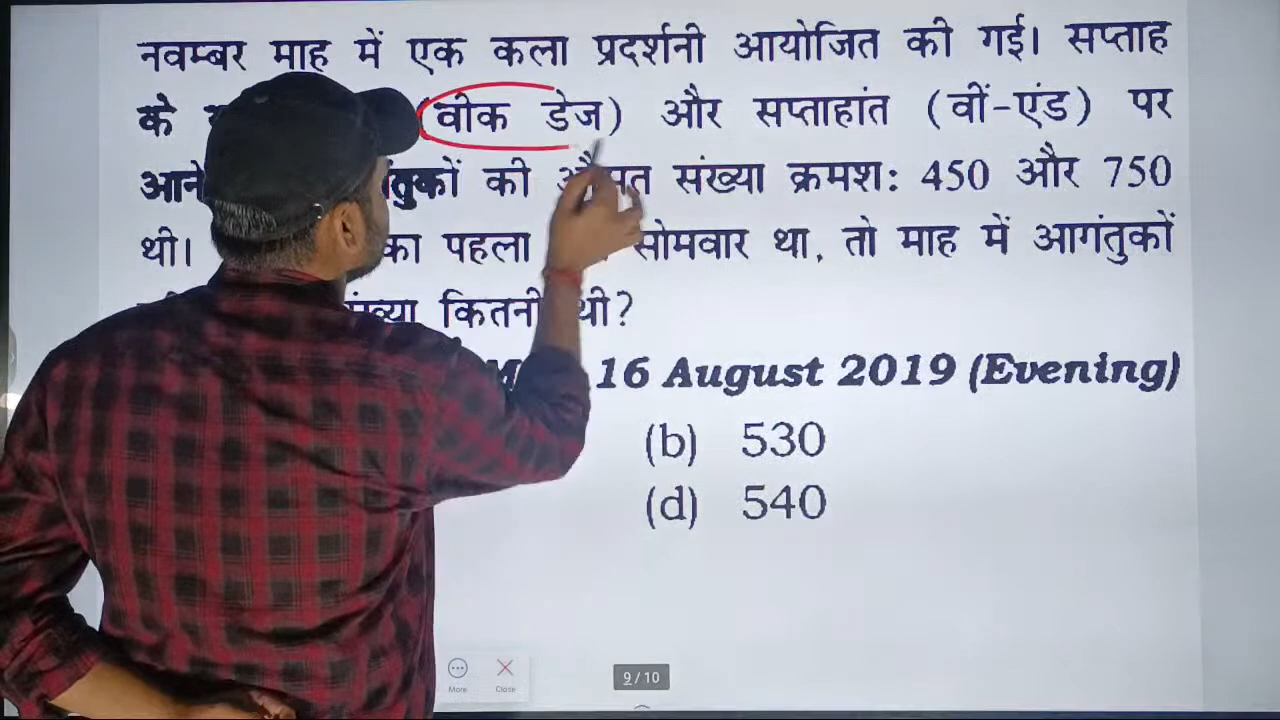 नवम्बर माह में एक कला प्रदर्शनी आयोजित की गई। सप्ताह
के (वीक डेज) और सप्ताहांत (वीं-एंड) पर
आने की औसत संख्या क्रमश: 450 और 750
थी। का पहला सोमवार था, तो माह में आगंतुकों
संख्या कितनी थी?
16 August 2019 (Evening)
(b) 530
(d) 540
More Close
9 / 10